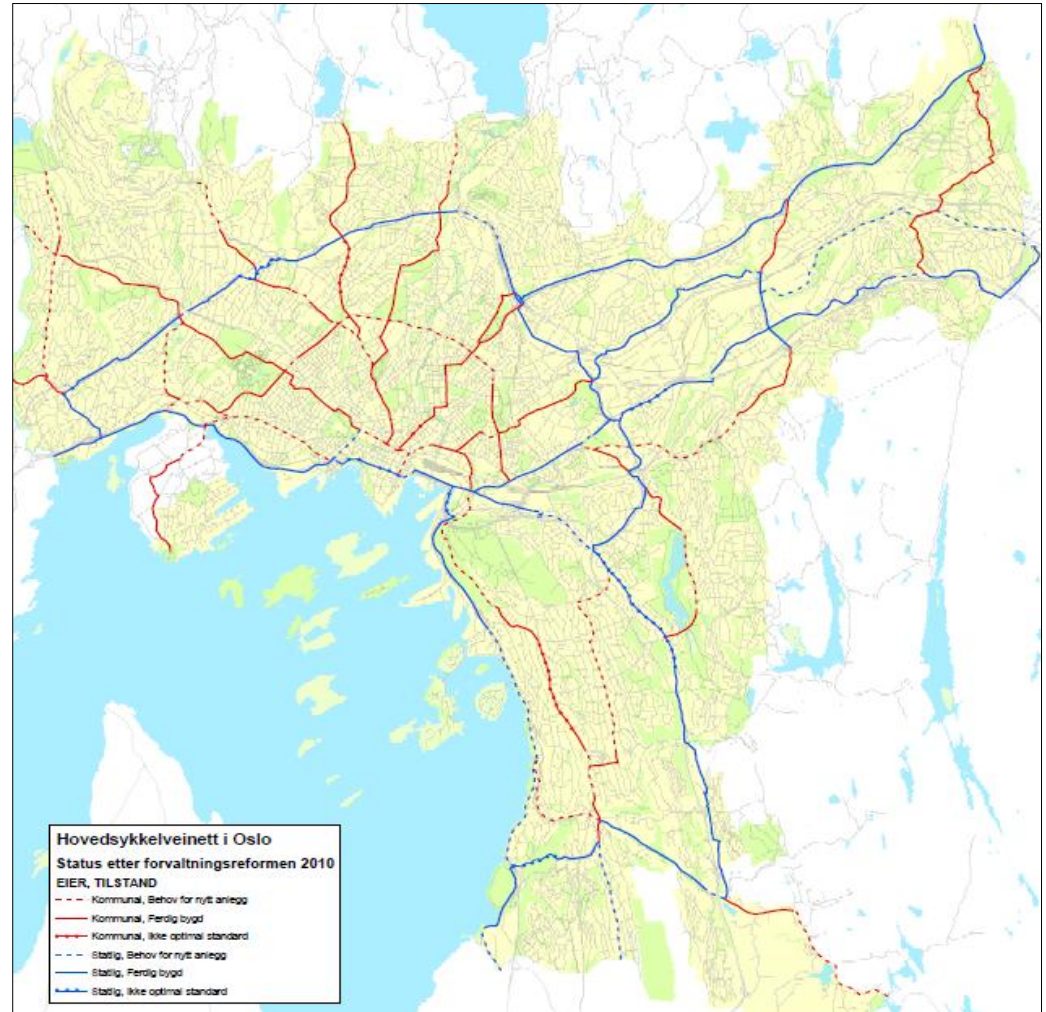 Hovedsykkelveinett i Oslo
Status etter forvaltningsreformen 2010
EIER, TILSTAND
Kommunal, Behov for nytt anlegg
Kommunal, Ferdig bygd
Kommunal, Ikke optimal standard
Statlig, Behov for nytt anlegg
Statlig, Ferdig bygd
Statlig, Ikke optimal standard